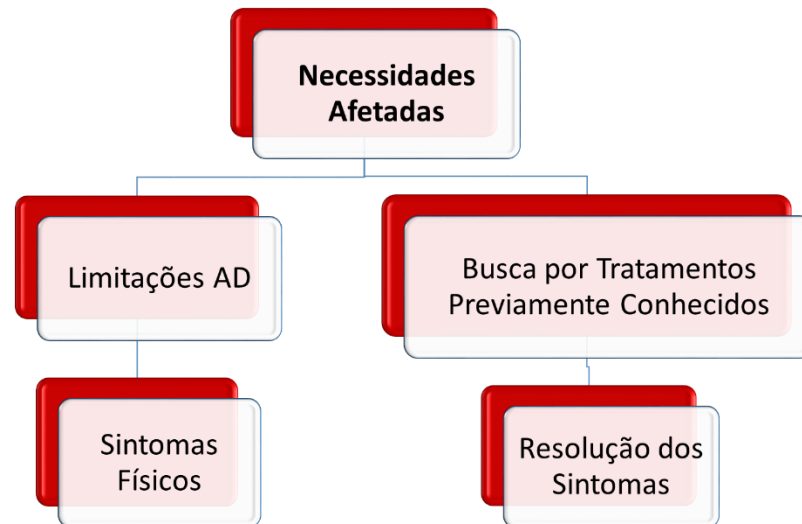 Necessidades
Afetadas
Limitações AD
Busca por Tratamentos
Previamente Conhecidos
Sintomas
Físicos
Resolução dos
Sintomas